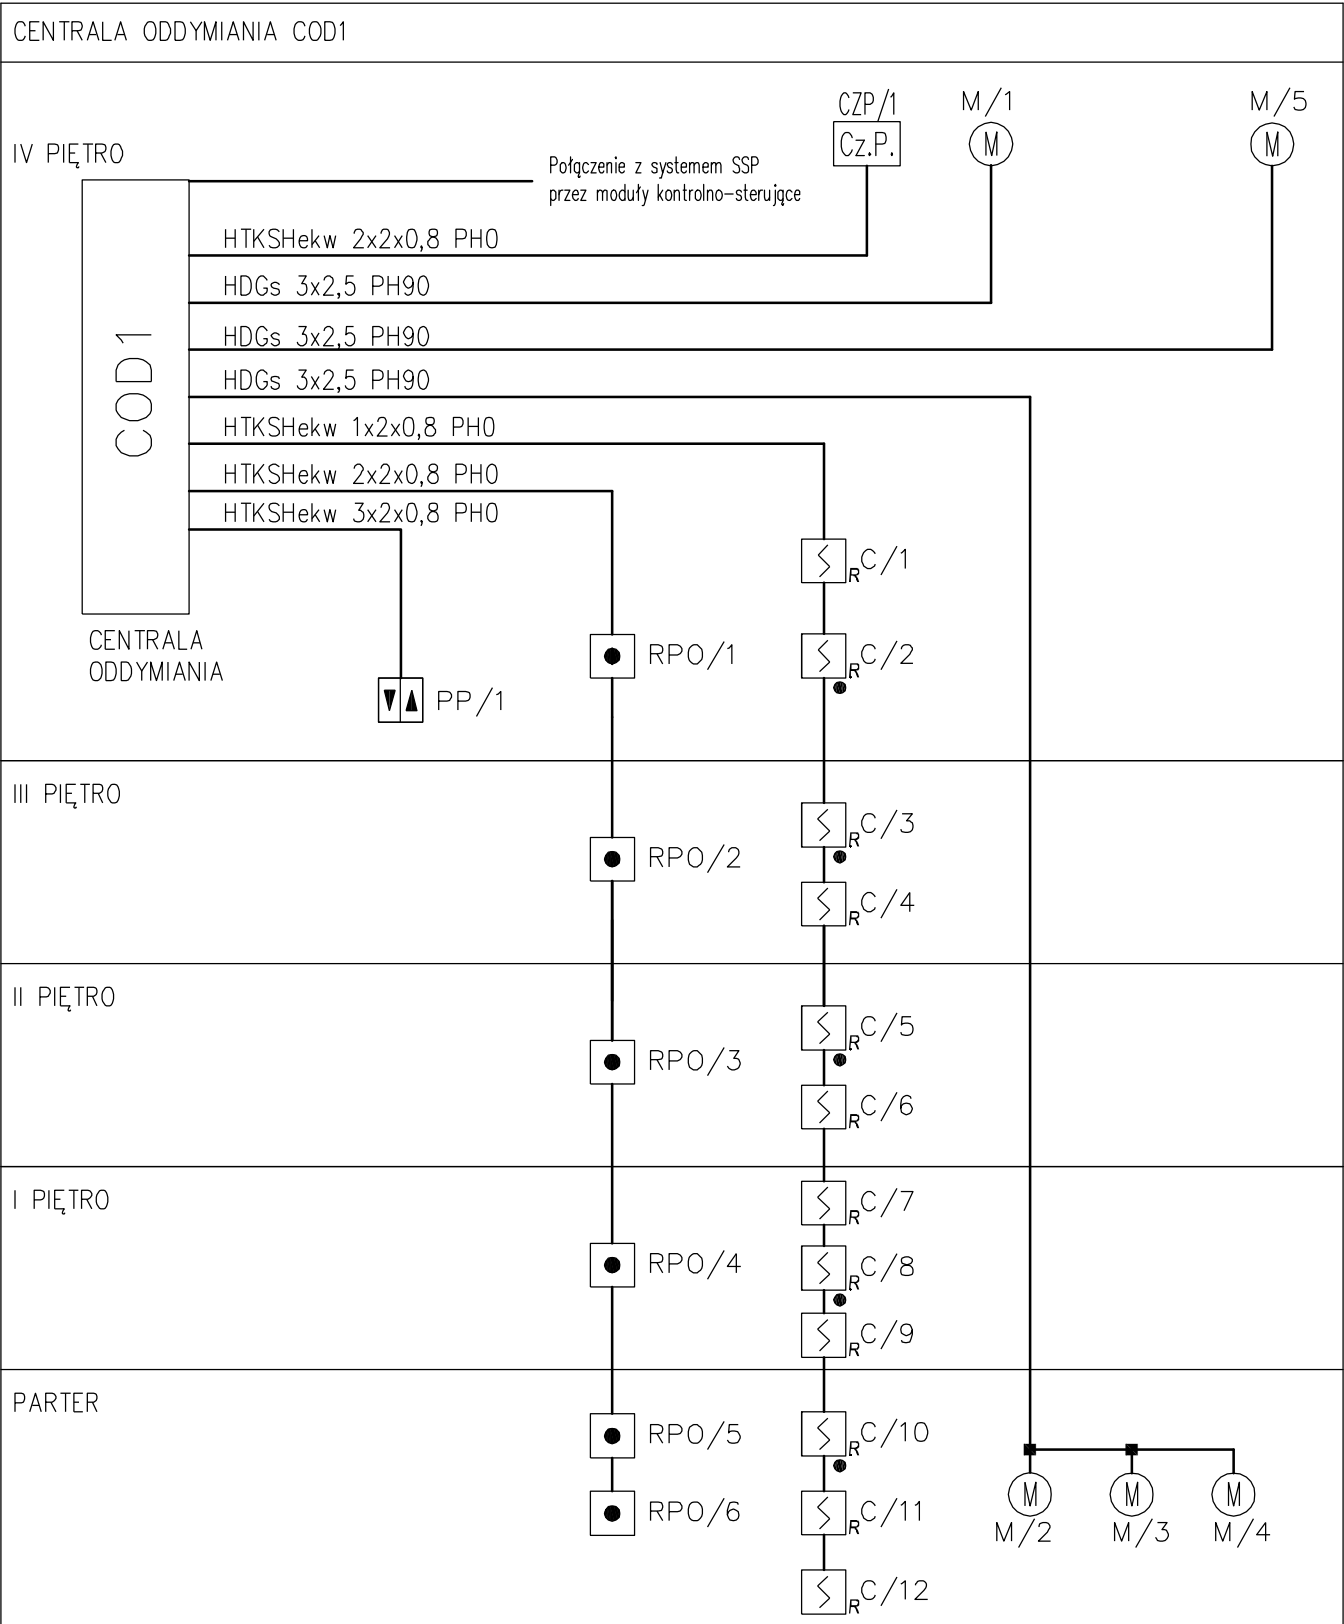 CENTRALA ODDYMIANIA COD1
CZP/1
M/1
M/5
IV PIĘTRO
Cz.P.
M
M
Połączenie z systemem SSP
przez moduły kontrolno-sterujące
HTKSHekw 2x2x0,8 PH0
HDGs 3x2,5 PH90
HDGs 3x2,5 PH90
HDGs 3x2,5 PH90
HTKSHekw 1x2x0,8 PH0
HTKSHekw 2x2x0,8 PH0
HTKSHekw 3x2x0,8 PH0
COD1
CENTRALA
ODDYMIANIA
RC/1
RPO/1
RC/2
PP/1
III PIĘTRO
RC/3
RPO/2
RC/4
II PIĘTRO
RC/5
RPO/3
RC/6
I PIĘTRO
RC/7
RPO/4
RC/8
RC/9
PARTER
RPO/5
RC/10
RPO/6
RC/11
M
M
M
M/2
M/3
M/4
RC/12